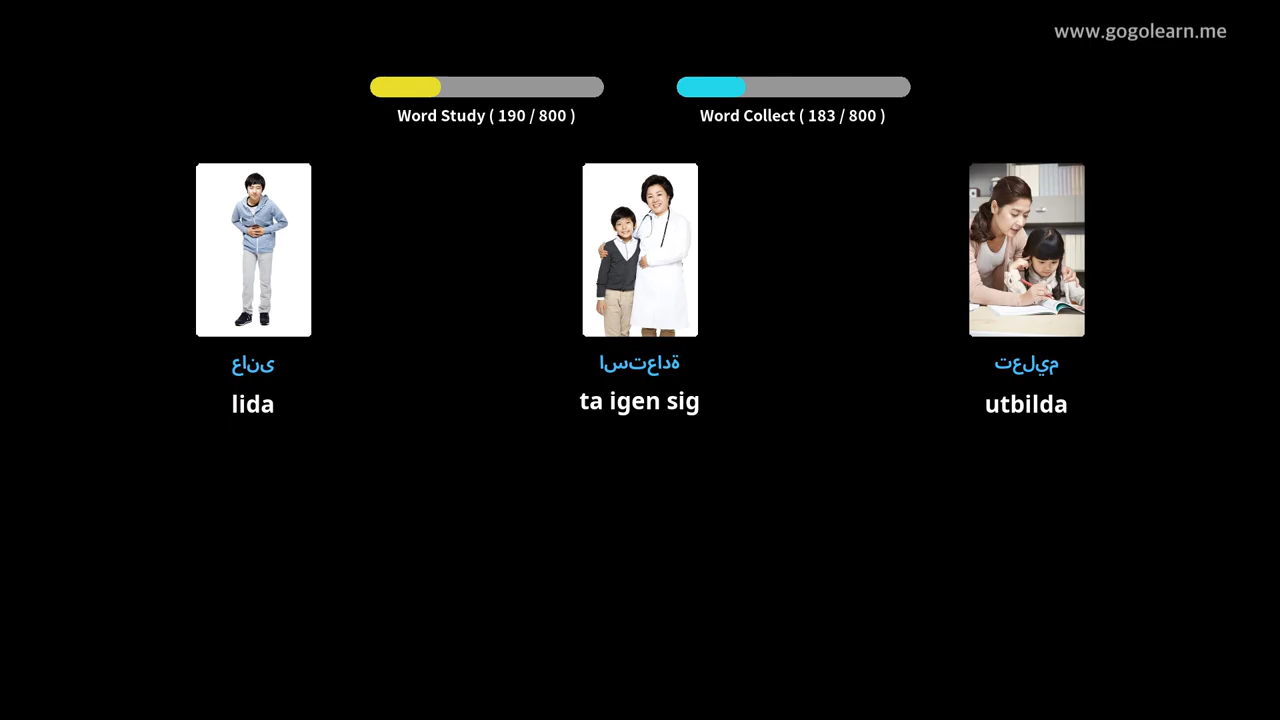 www.gogolearn.me
Word Study ( 190 / 800 )
Word Collect ( 183 / 800 )
عانى
استعادة
تعليم
lida
ta igen sig
utbilda